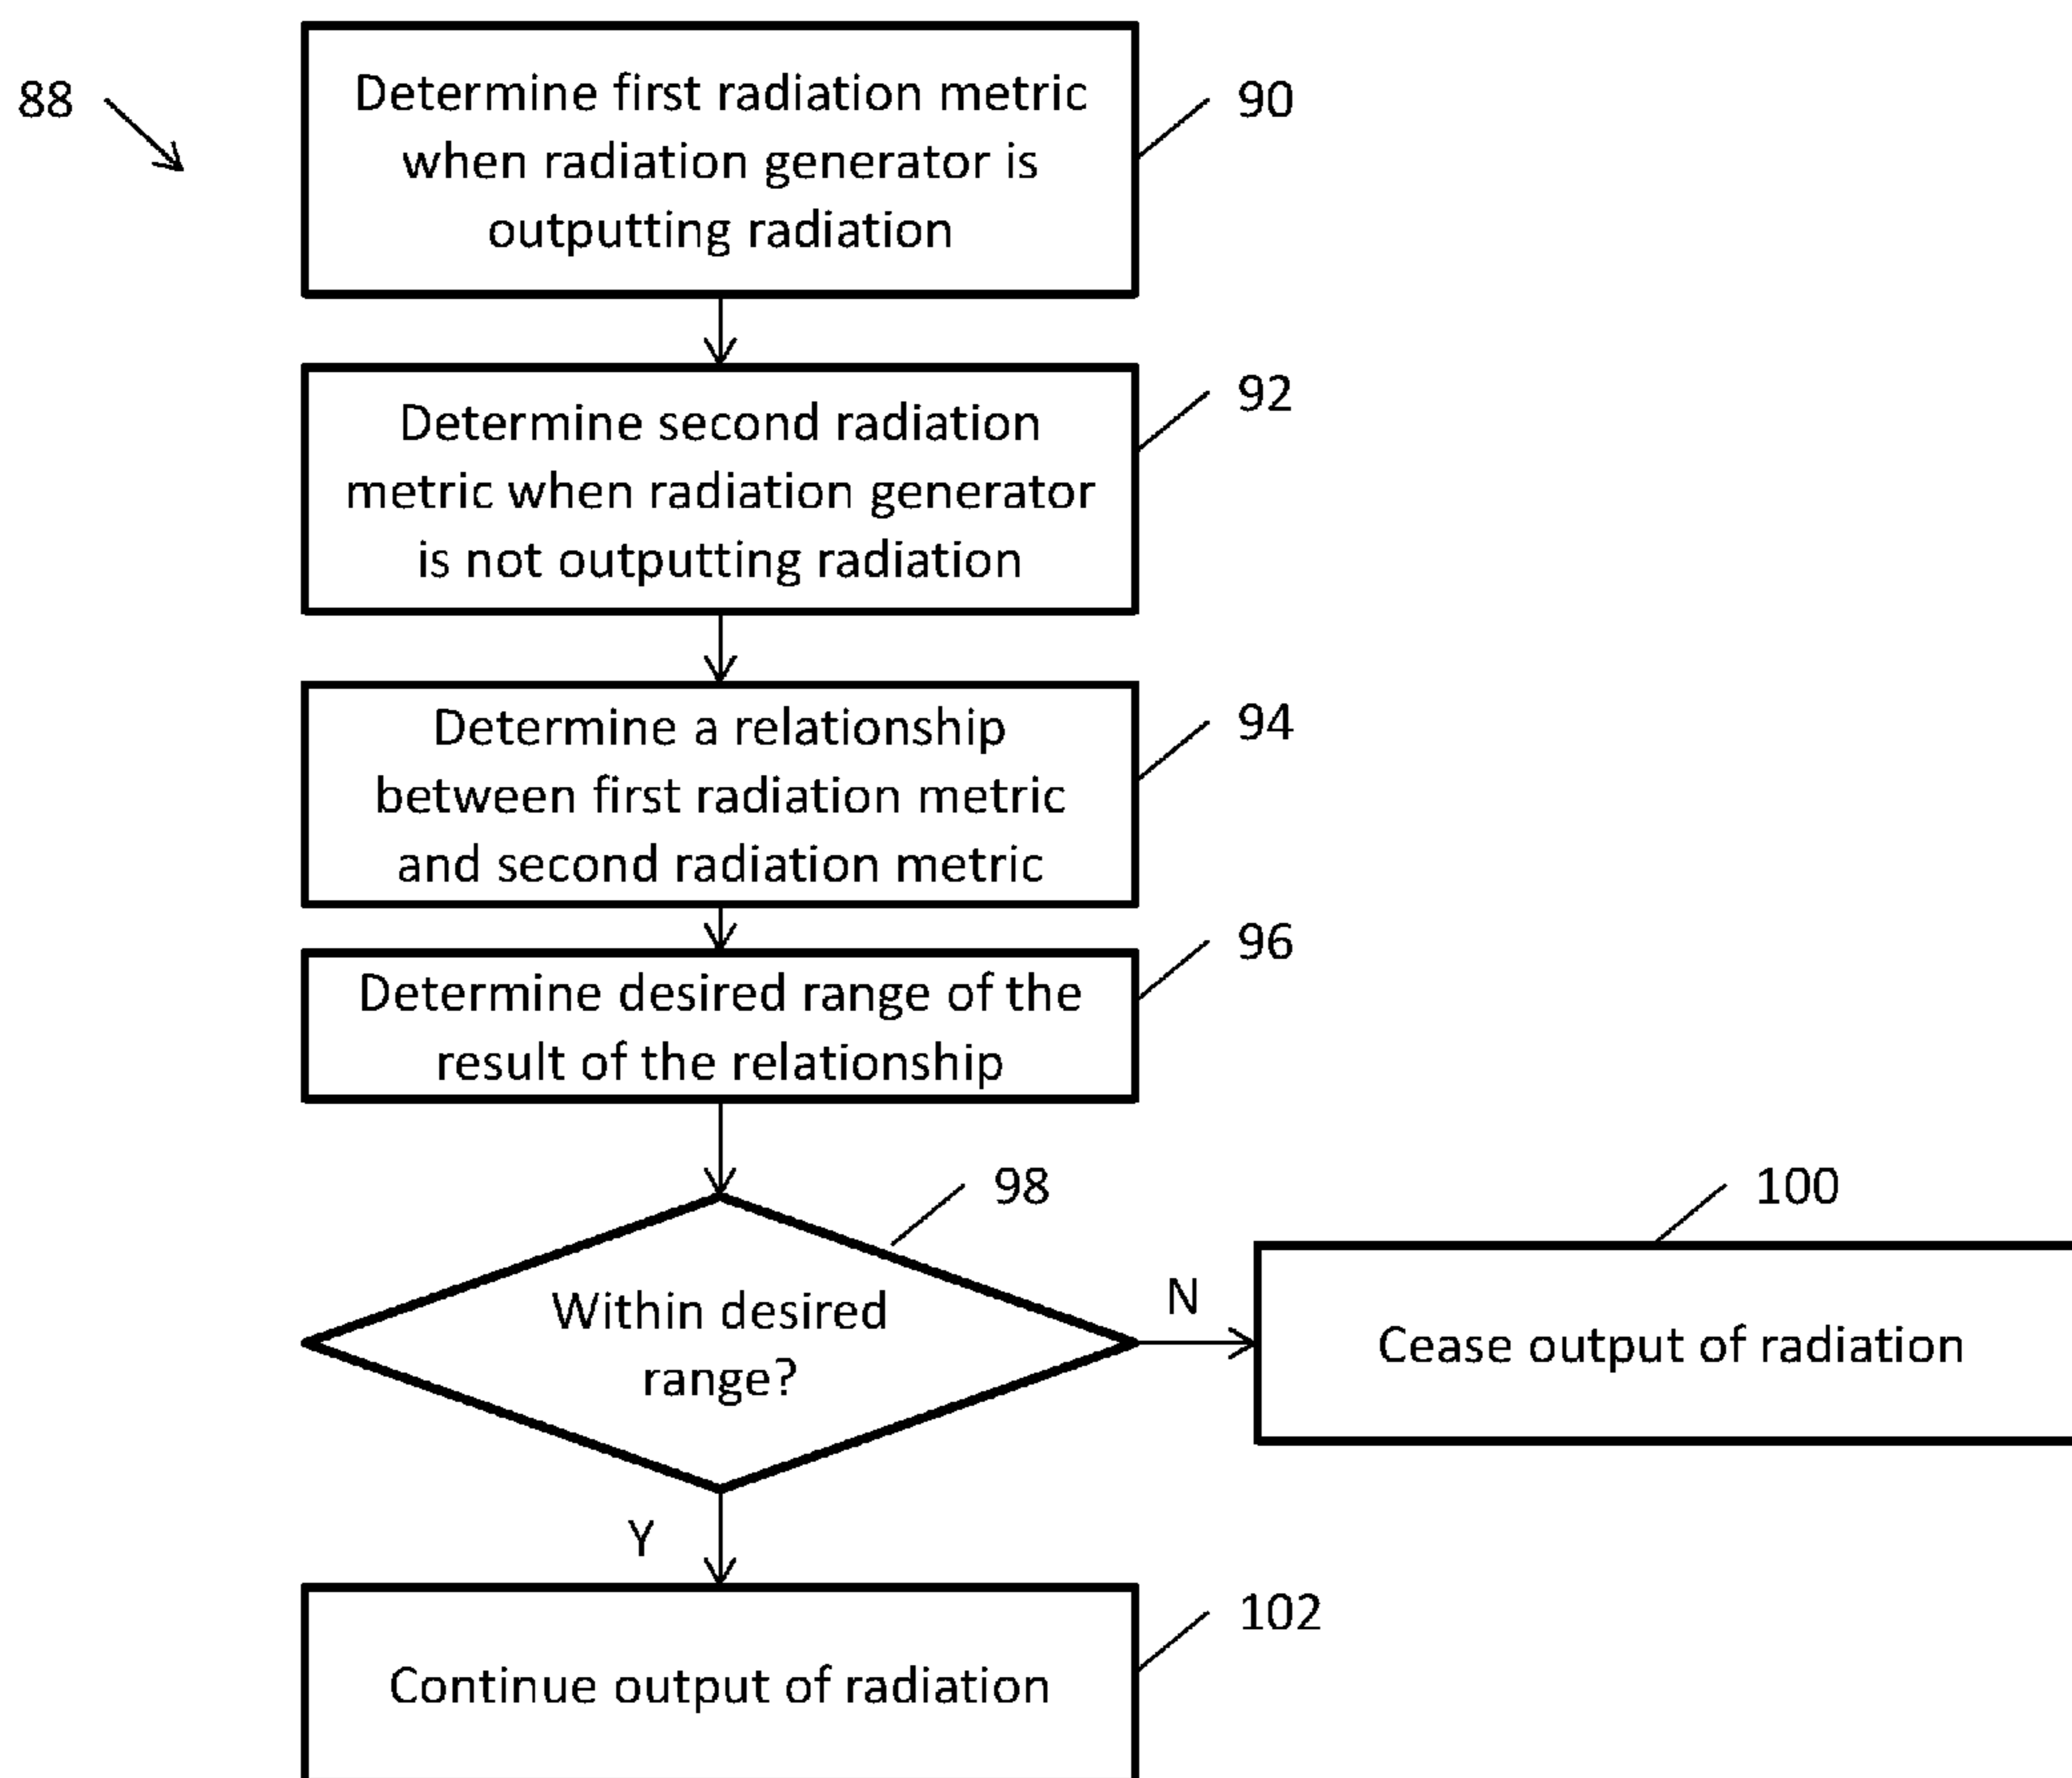 88
Determine first radiation metric
when radiation generator is
outputting radiation
90
Determine second radiation
metric when radiation generator
is not outputting radiation
92
Determine a relationship
between first radiation metric
and second radiation metric
94
Determine desired range of the
result of the relationship
96
Within desired
range?
98
N
Cease output of radiation
100
Y
Continue output of radiation
102